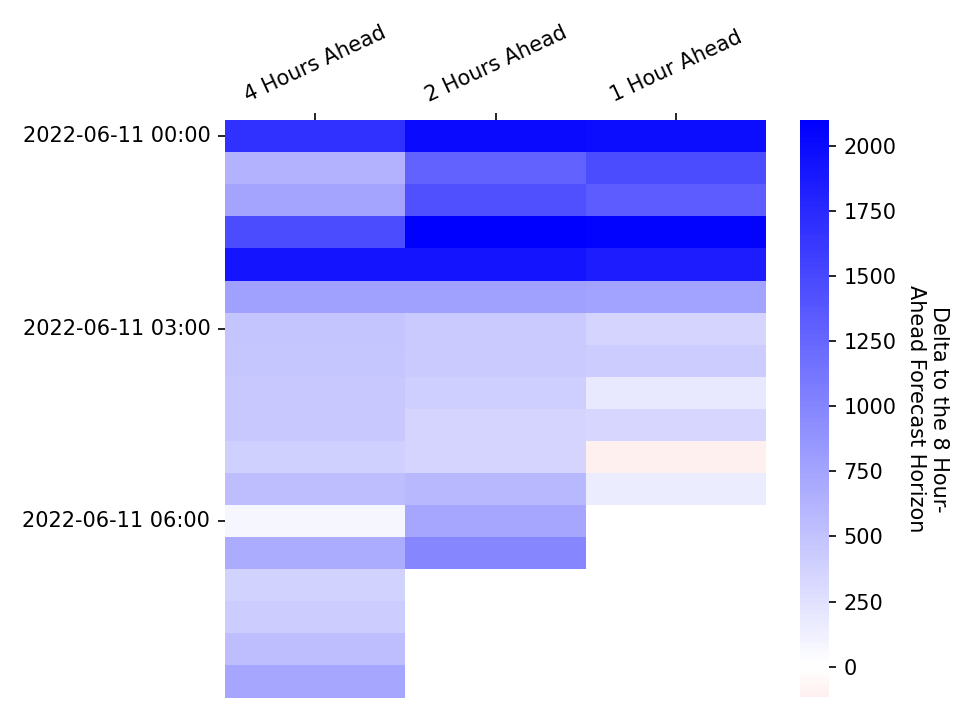 4 Hours Ahead
2 Hours Ahead
1 Hour Ahead
2022-06-11 00:00
2022-06-11 03:00
2022-06-11 06:00
2000
1750
1500
1250
1000
750
500
250
0
Delta to the 8 Hour-
Ahead Forecast Horizon